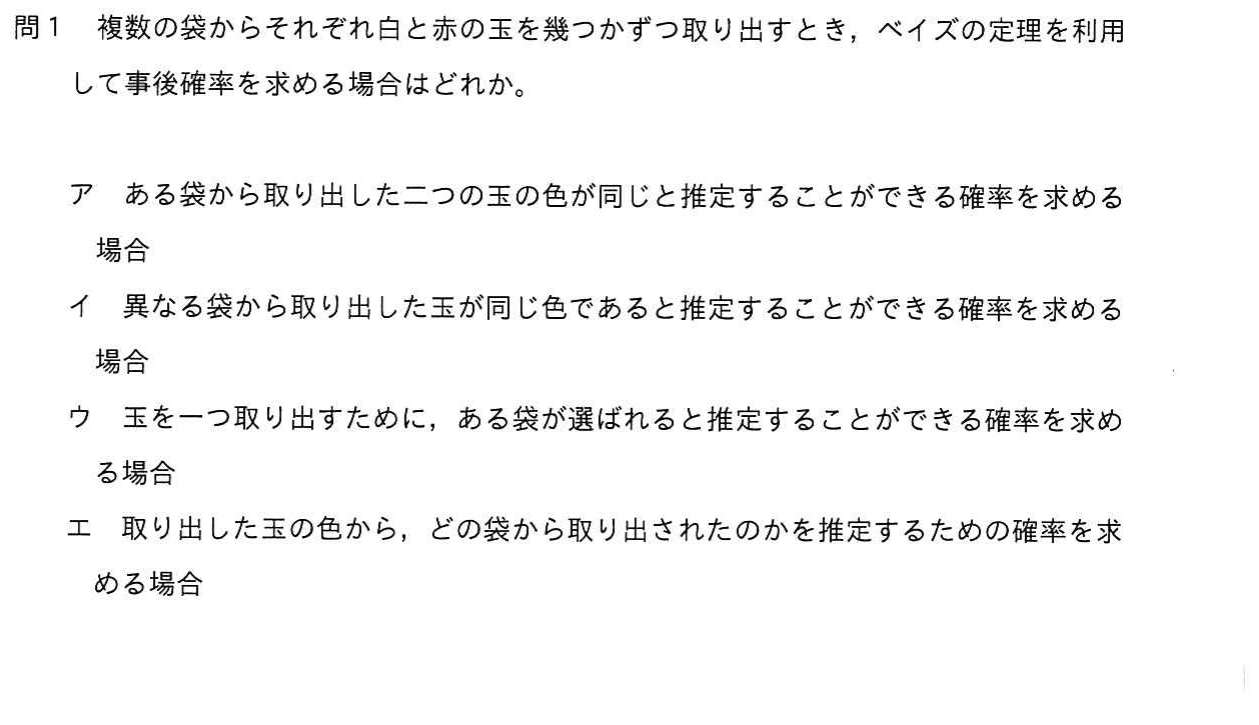 問1　複数の袋からそれぞれ白と赤の玉を幾つかずつ取り出すとき，ベイズの定理を利用
して事後確率を求める場合はどれか。
ア　ある袋から取り出した二つの玉の色が同じと推定することができる確率を求める
場合
イ　異なる袋から取り出した玉が同じ色であると推定することができる確率を求める
場合
ウ　玉を一つ取り出すために，ある袋が選ばれると推定することができる確率を求め
る場合
エ　取り出した玉の色から，どの袋から取り出されたのかを推定するための確率を求
める場合